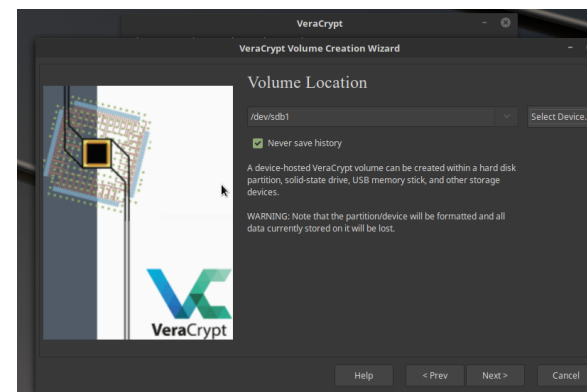 VeraCrypt
VeraCrypt Volume Creation Wizard
Volume Location
/dev/sdb1
Select Device.
Never save history
A device-hosted VeraCrypt volume can be created within a hard disk
partition, solid-state drive, USB memory stick, and other storage
devices.
WARNING: Note that the partition/device will be formatted and all
data currently stored on it will be lost.
VeraCrypt
Help
< Prev
Next >
Cancel